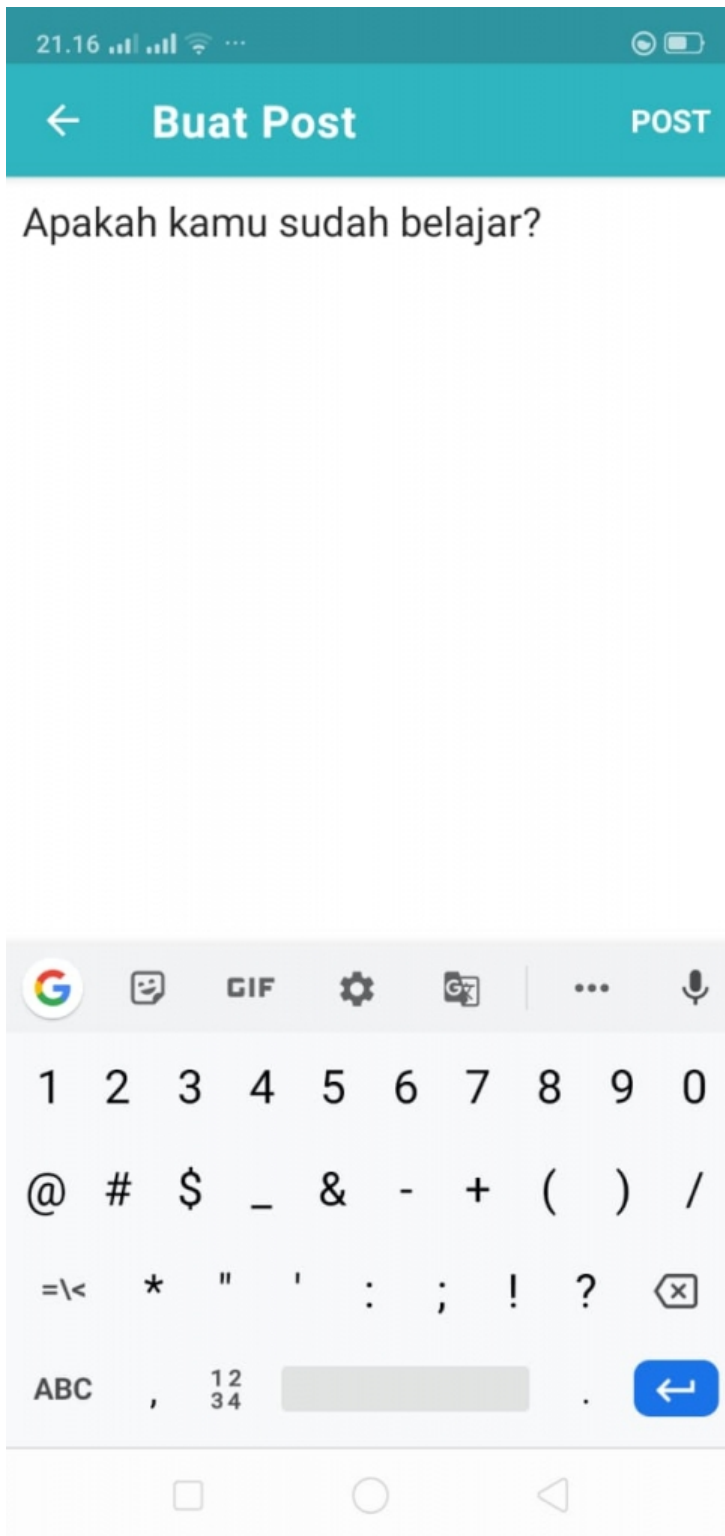 21.16
Buat Post
POST
Apakah kamu sudah belajar?
GIF
1 2 3 4 5 6 7 8 9 0
@ # $ _ & - + ( ) /
=\< * " ' : ; ! ?
ABC , 12 34 .